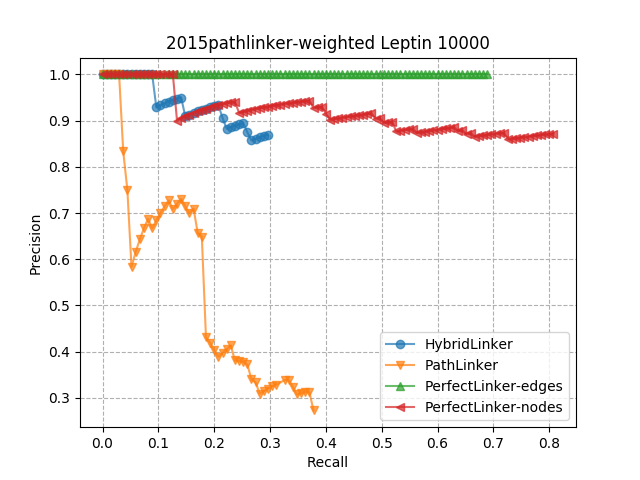 2015pathlinker-weighted Leptin 10000
1.0
0.9
0.8
0.7
0.6
0.5
0.4
0.3
Precision
HybridLinker
PathLinker
PerfectLinker-edges
PerfectLinker-nodes
0.0 0.1 0.2 0.3 0.4 0.5 0.6 0.7 0.8
Recall